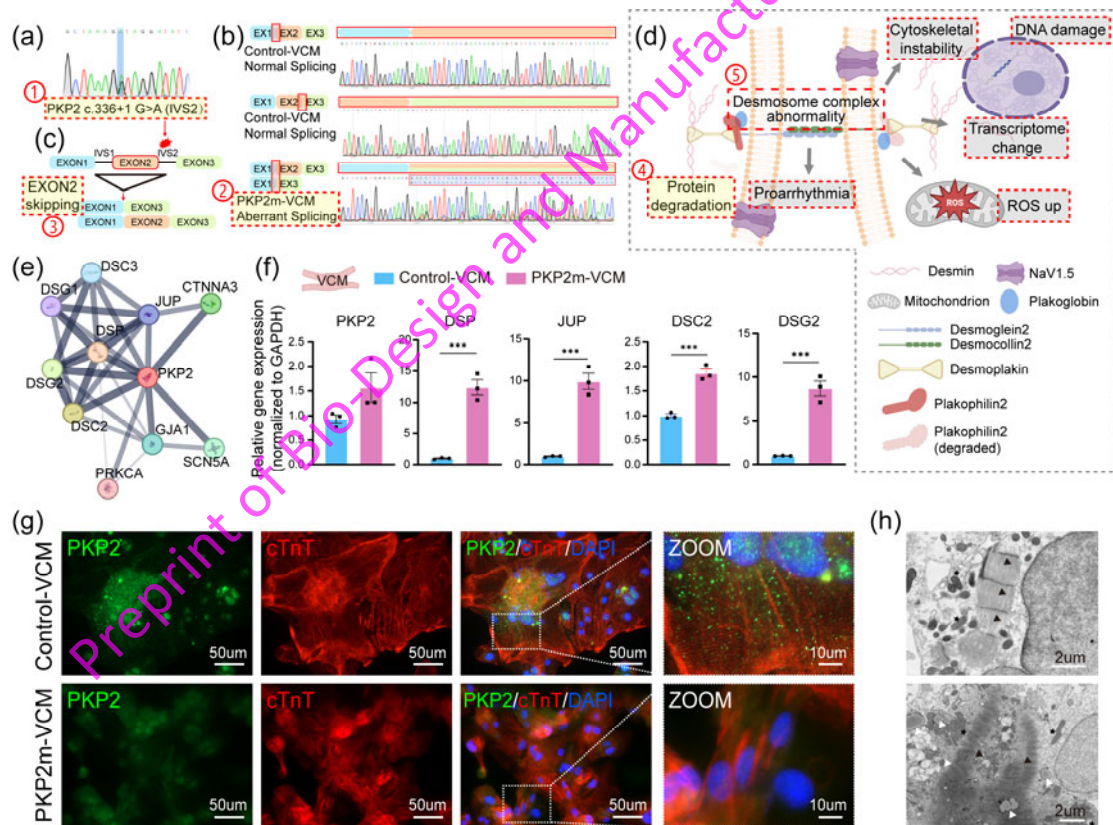 (a)
①
PKP2 c.336+1 G>A (IVS2)
(b)
EX1 EX2 EX3
Control-VCM
Normal Splicing
EX1 EX2 EX3
Control-VCM
Normal Splicing
EX1 EX2 EX3
EX1 EX3
②
PKP2m-VCM
Aberrant Splicing
(c)
IVS1 IVS2
EXON1 EXON2 EXON3
EXON2
skipping
③
EXON1 EXON3
EXON1 EXON2 EXON3
(d)
Cytoskeletal
instability
DNA damage
⑤
Desmosome complex
abnormality
Transcriptome
change
④
Protein
degradation
Proarrhythmia
ROS
ROS up
Desmin
NaV1.5
Mitochondrion
Plakoglobin
Desmoglein2
Desmocollin2
Desmoplakin
Plakophilin2
Plakophilin2
(degraded)
(e)
DSC3
DSG1
JUP
CTNNA3
DSP
PKP2
DSG2
DSC2
GJA1
SCN5A
PRKCA
(f)
VCM
Control-VCM
PKP2m-VCM
Relative gene expression
(normalized to GAPDH)
PKP2
2.5
2.0
1.5
1.0
0.5
0.0
DSP
***
15
10
5
0
JUP
***
15
10
5
0
DSC2
***
2.5
2.0
1.5
1.0
0.5
0.0
DSG2
***
15
10
5
0
(g)
Control-VCM
PKP2
50um
cTnT
50um
PKP2/cTnT/DAPI
50um
ZOOM
10um
PKP2m-VCM
PKP2
50um
cTnT
50um
PKP2/cTnT/DAPI
50um
ZOOM
10um
(h)
2um
2um
Preprint of Bio-Design and Manufactu